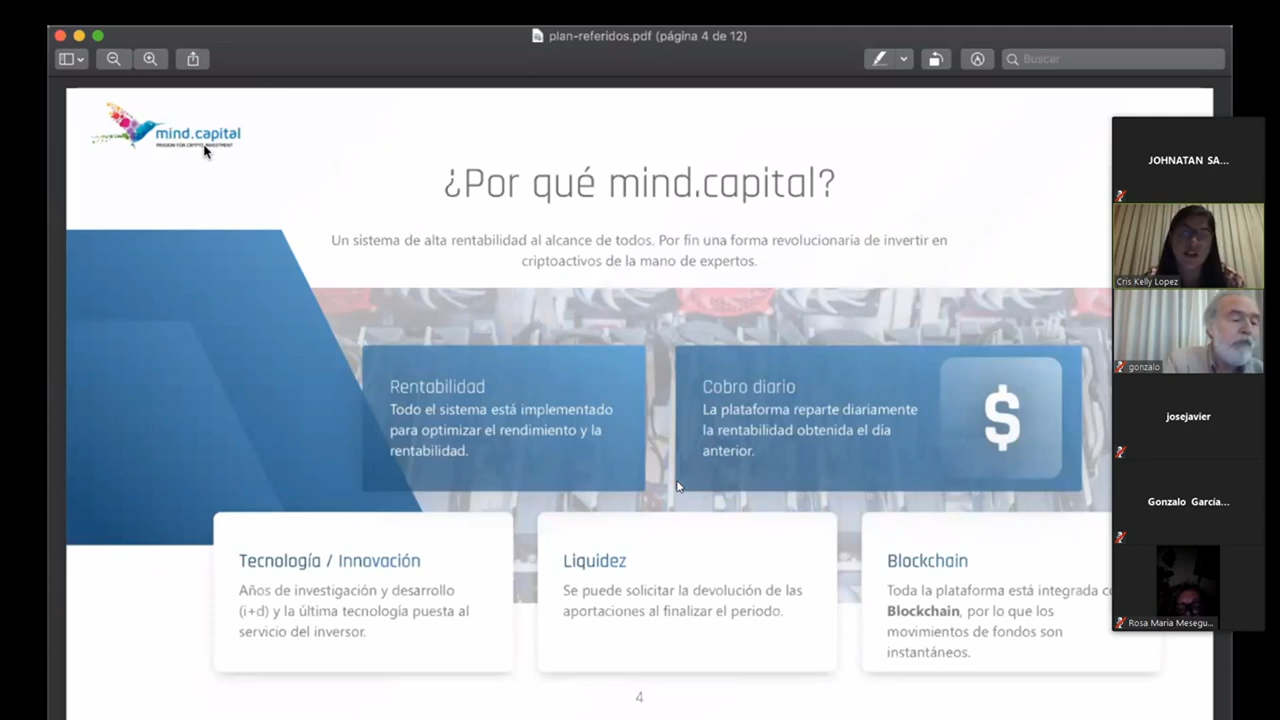 plan-referidos.pdf (página 4 de 12)
Buscar
mind.capital
PASSION FOR CRYPTO INVESTMENT
¿Por qué mind.capital?
Un sistema de alta rentabilidad al alcance de todos. Por fin una forma revolucionaria de invertir en
criptoactivos de la mano de expertos.
Rentabilidad
Todo el sistema está implementado
para optimizar el rendimiento y la
rentabilidad.
Cobro diario
La plataforma reparte diariamente
la rentabilidad obtenida el día
anterior.
$
Tecnología / Innovación
Años de investigación y desarrollo
(i+d) y la última tecnología puesta al
servicio del inversor.
Liquidez
Se puede solicitar la devolución de las
aportaciones al finalizar el periodo.
Blockchain
Toda la plataforma está integrada
Blockchain, por lo que los
movimientos de fondos son
instantáneos.
4
JOHNATAN SA...
Cris Kelly Lopez
gonzalo
josejavier
Gonzalo García...
Rosa Maria Mesegu...